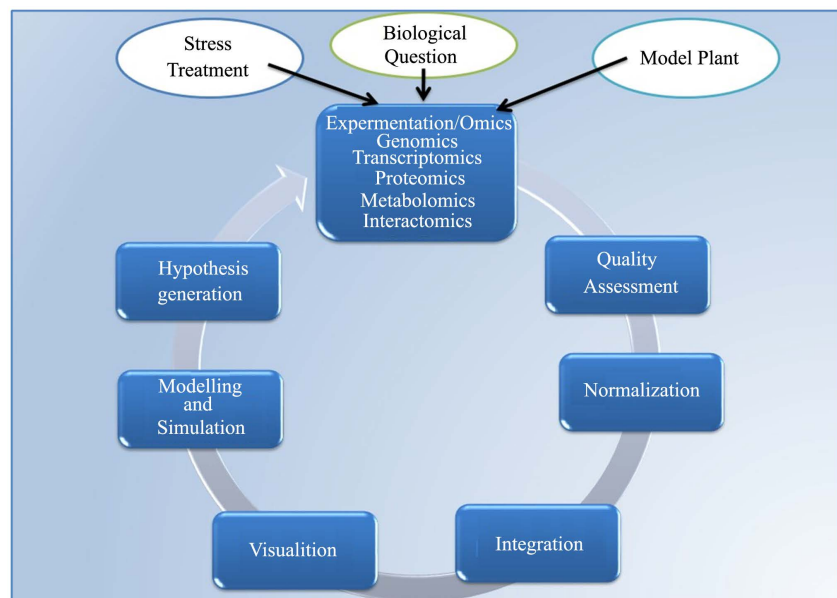 Stress
Treatment
Biological
Question
Model Plant
Expermentation/Omics
Genomics
Transcriptomics
Proteomics
Metabolomics
Interactomics
Quality
Assessment
Normalization
Integration
Visualition
Modelling
and
Simulation
Hypothesis
generation